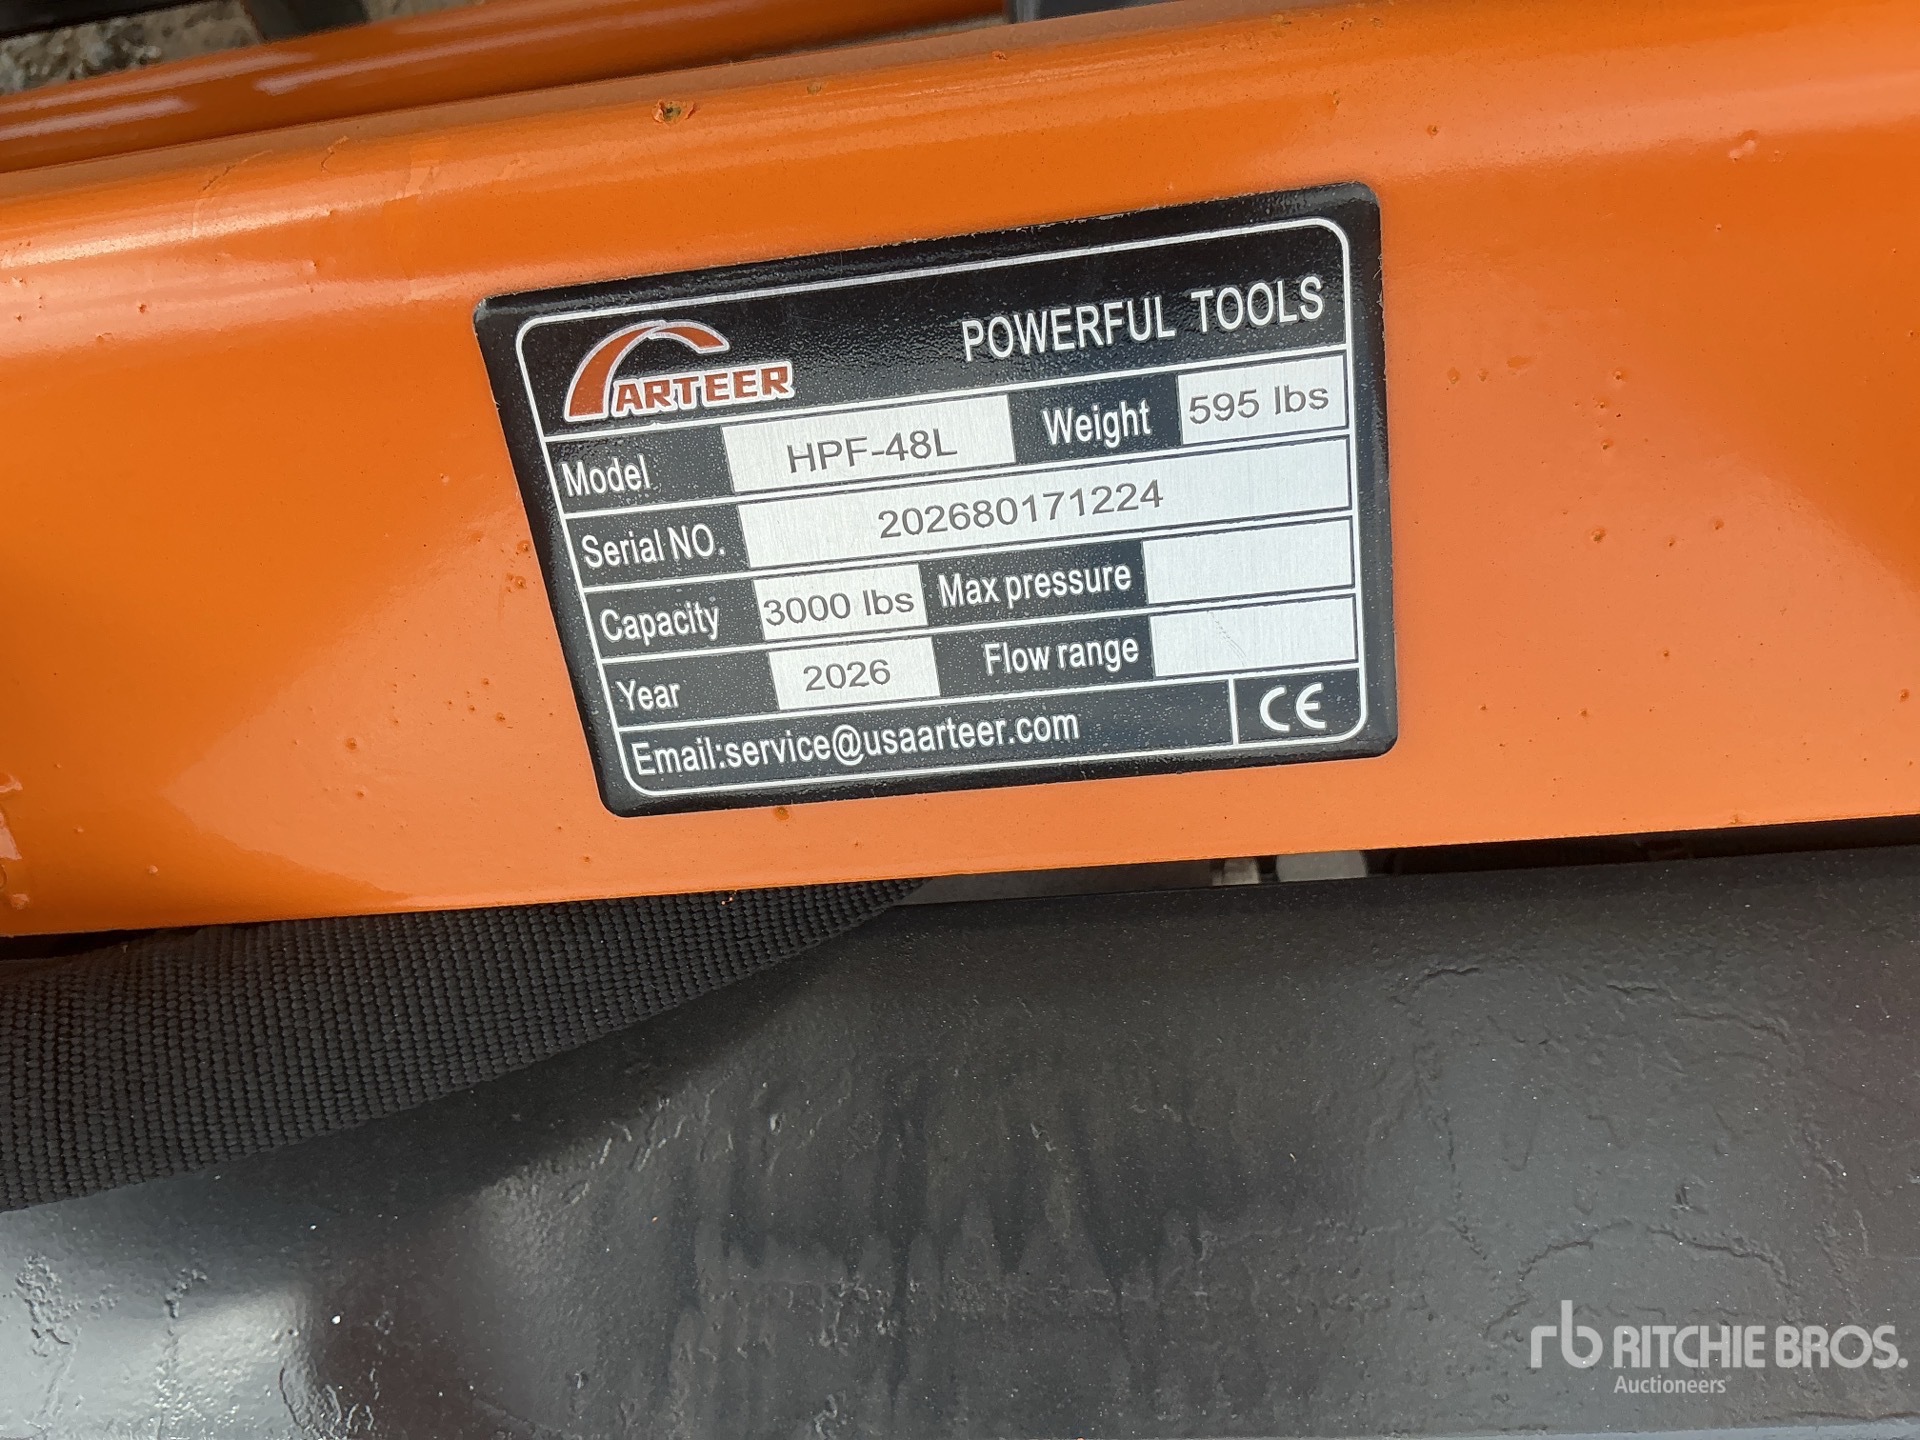 ARTEER
POWERFUL TOOLS
Model HPF-48L Weight 595 lbs
Serial NO. 202680171224
Capacity 3000 lbs Max pressure
Year 2026 Flow range
Email:service@usaarteer.com CE
rb RITCHIE BROS.
Auctioneers